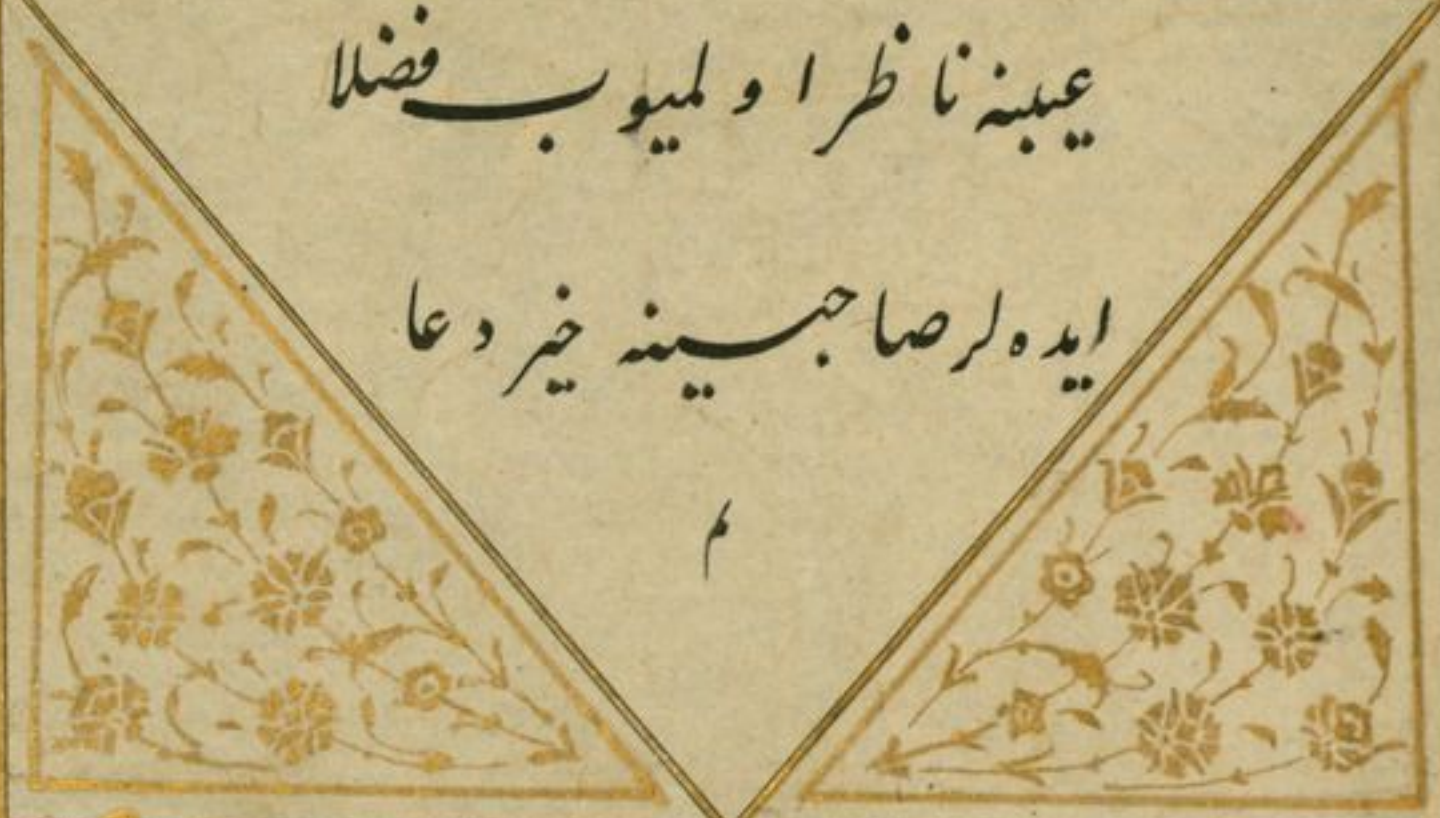 عیبنه ناظر اولمیوب فضلا
ایده لر صاحبینه خیر دعا
م